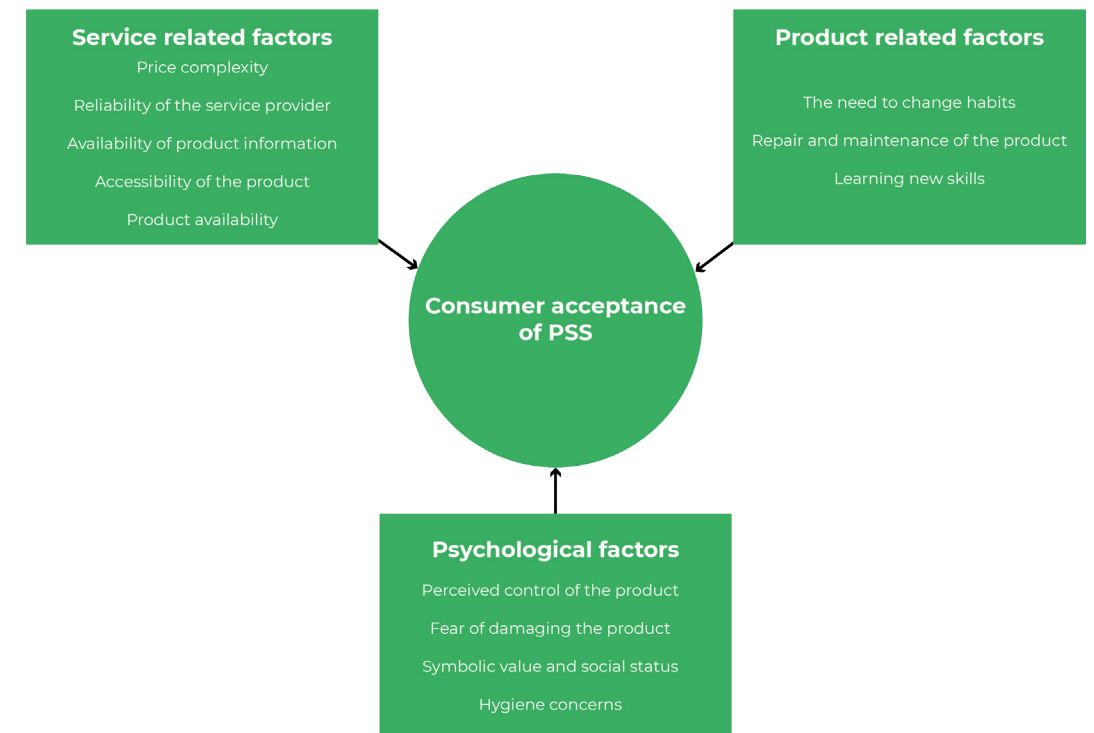 Service related factors
Price complexity
Reliability of the service provider
Availability of product information
Accessibility of the product
Product availability
Product related factors
The need to change habits
Repair and maintenance of the product
Learning new skills
Consumer acceptance
of PSS
Psychological factors
Perceived control of the product
Fear of damaging the product
Symbolic value and social status
Hygiene concerns